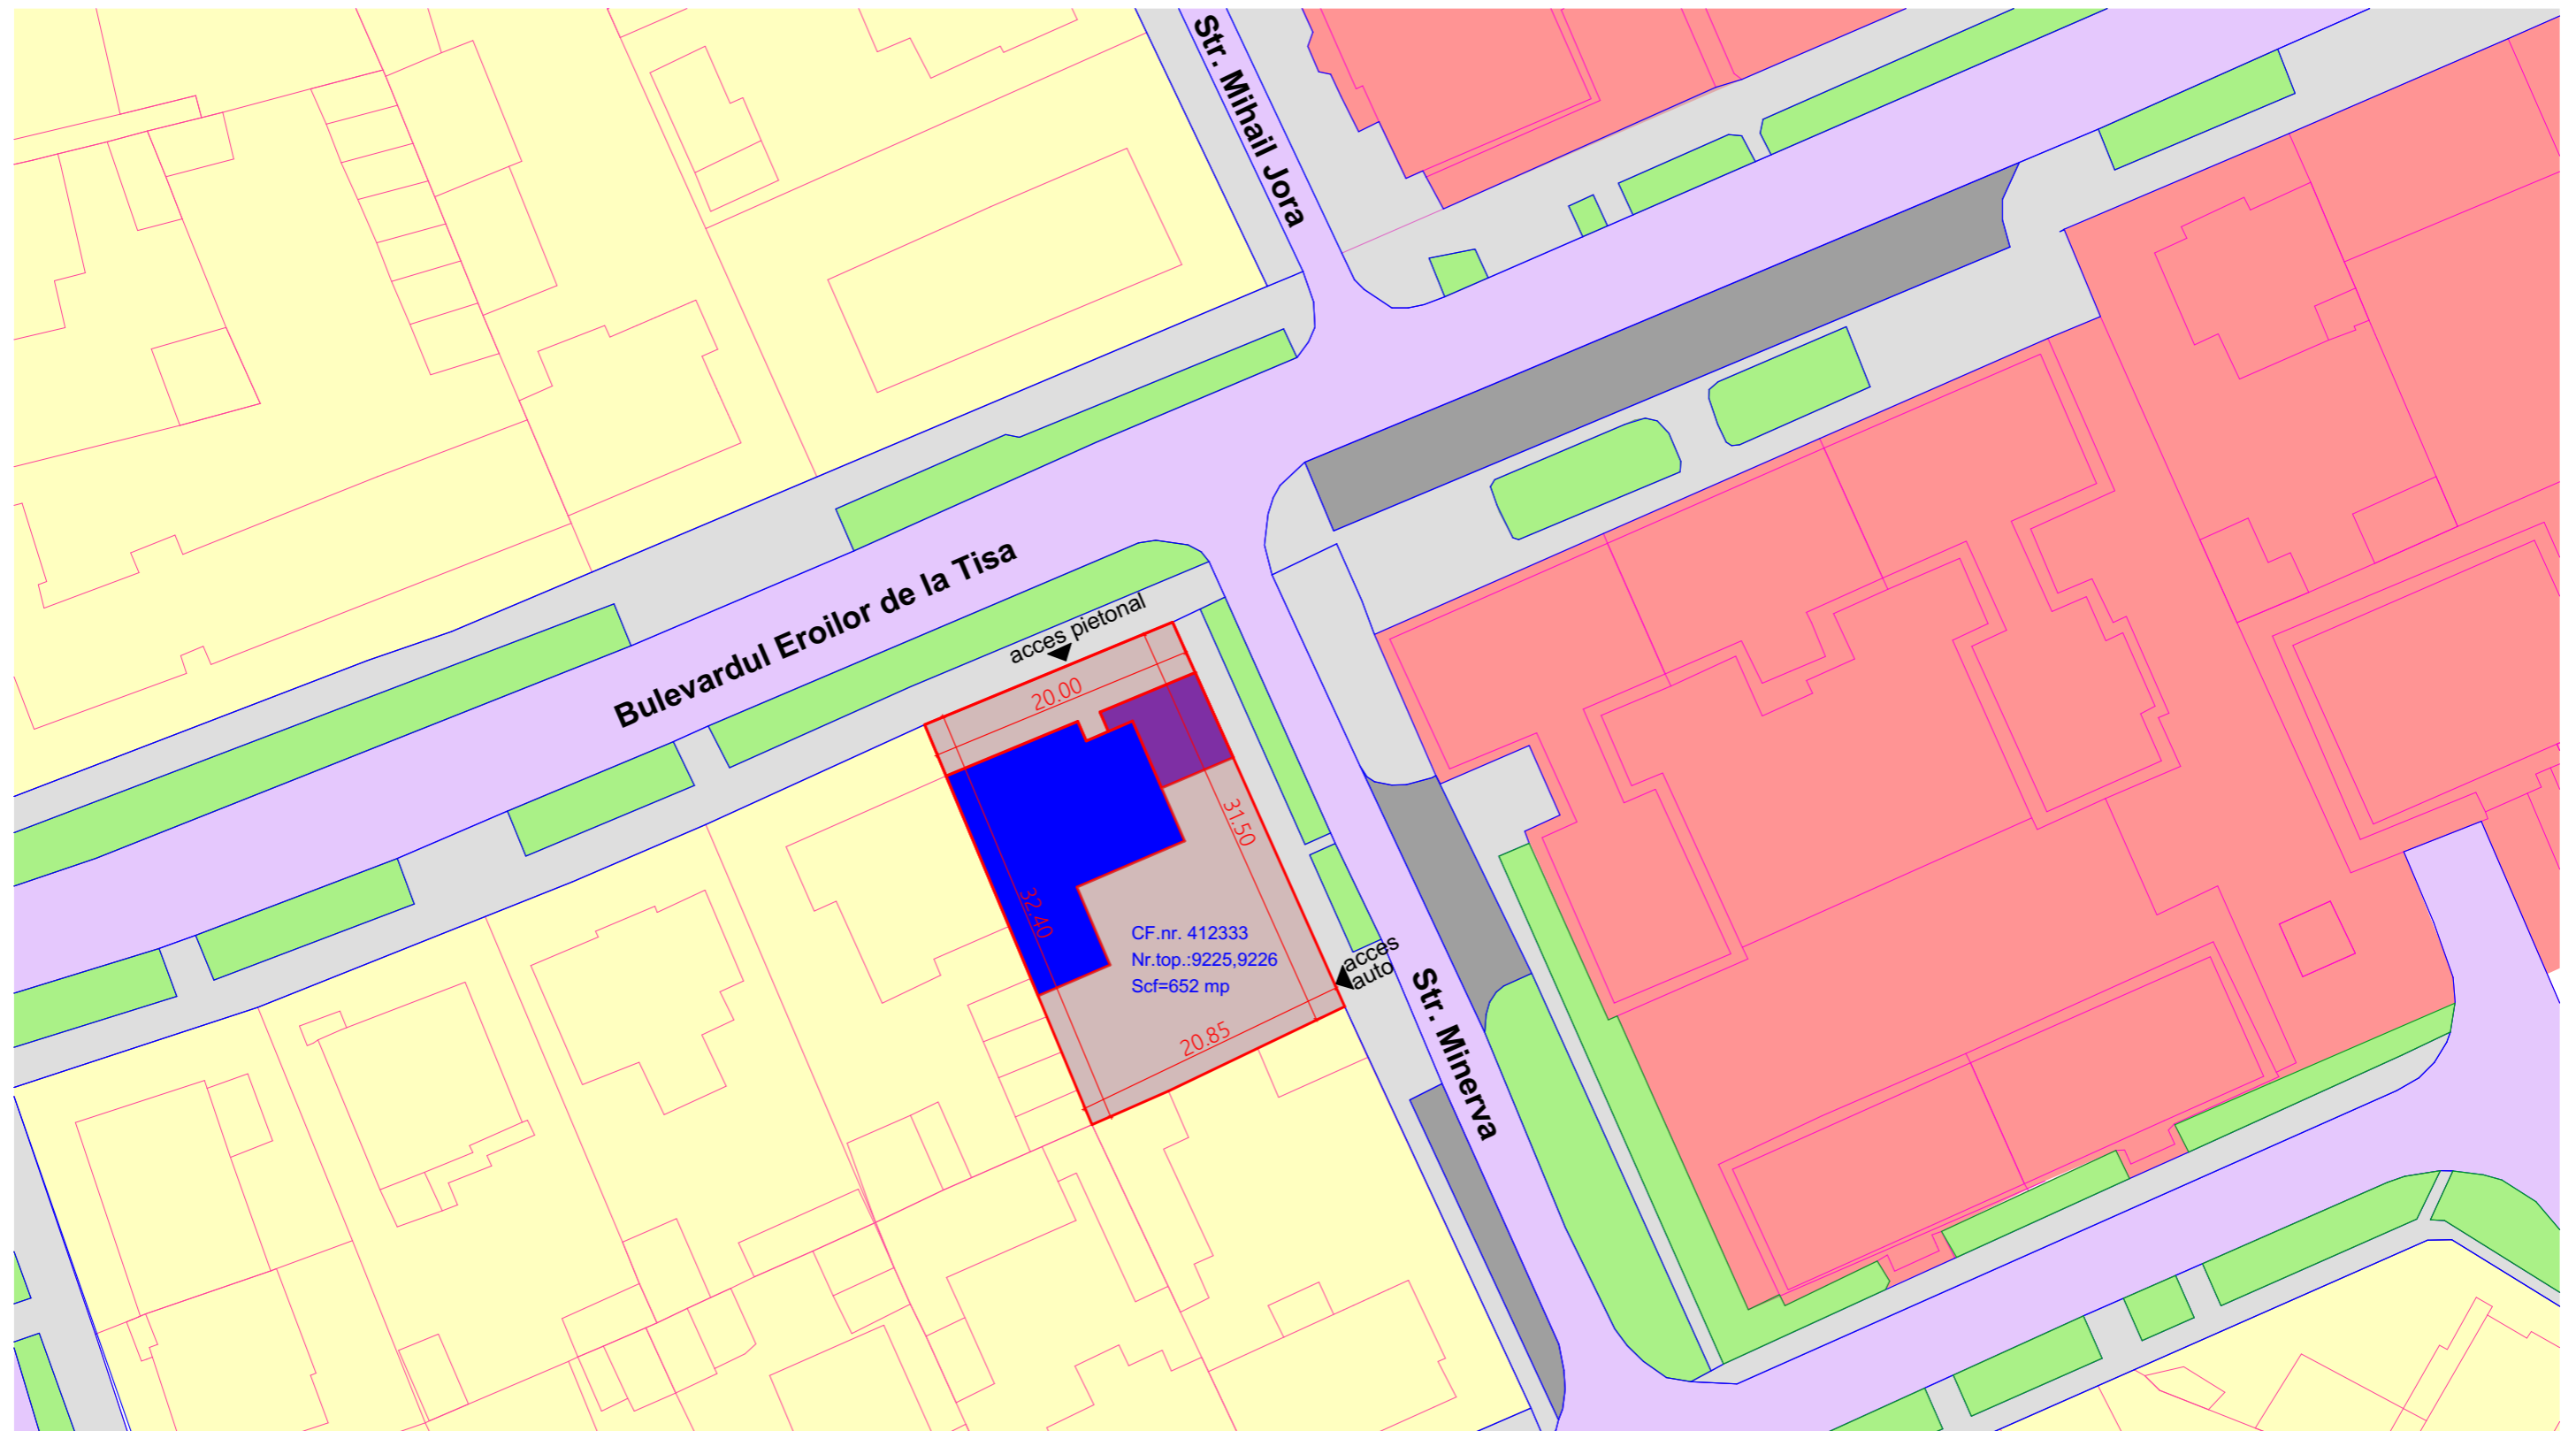 Str. Mihail Jora
Bulevardul Eroilor de la Tisa
acces pietonal
20.00
31.50
32.40
CF.nr. 412333
Nr.top.:9225,9226
Scf=652 mp
acces
auto
20.85
Str. Minerva